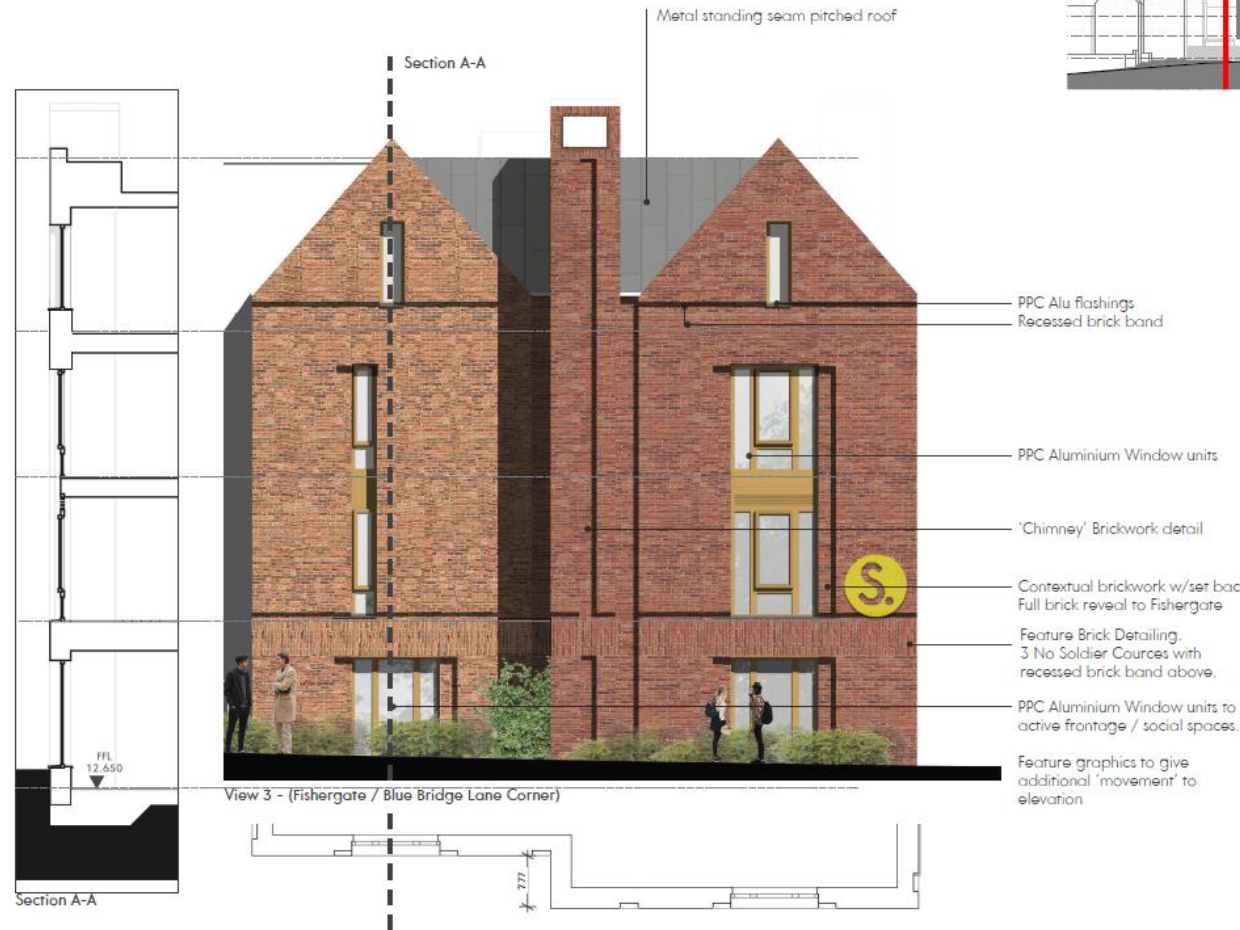 Metal standing seam pitched roof
Section A-A
PPC Alu flashings
Recessed brick band
PPC Aluminium Window units
'Chimney' Brickwork detail
Contextual brickwork w/set bac
Full brick reveal to Fishergate
S.
Feature Brick Detailing.
3 No Soldier Cources with
recessed brick band above.
PPC Aluminium Window units to
active frontage / social spaces.
Feature graphics to give
additional 'movement' to
elevation
FFL
12.650
View 3 - (Fishergate / Blue Bridge Lane Corner)
777
Section A-A